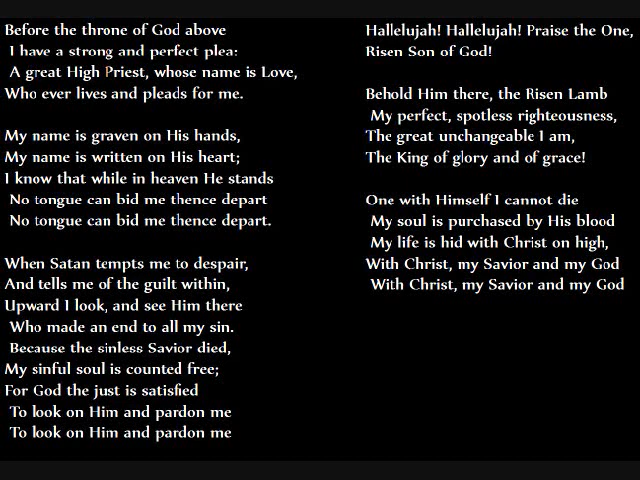 Before the throne of God above
I have a strong and perfect plea:
A great High Priest, whose name is Love,
Who ever lives and pleads for me.

My name is graven on His hands,
My name is written on His heart;
I know that while in heaven He stands
No tongue can bid me thence depart
No tongue can bid me thence depart.

When Satan tempts me to despair,
And tells me of the guilt within,
Upward I look, and see Him there
Who made an end to all my sin.
Because the sinless Savior died,
My sinful soul is counted free;
For God the just is satisfied
To look on Him and pardon me
To look on Him and pardon me

Hallelujah! Hallelujah! Praise the One,
Risen Son of God!

Behold Him there, the Risen Lamb
My perfect, spotless righteousness,
The great unchangeable I am,
The King of glory and of grace!

One with Himself I cannot die
My soul is purchased by His blood
My life is hid with Christ on high,
With Christ, my Savior and my God
With Christ, my Savior and my God